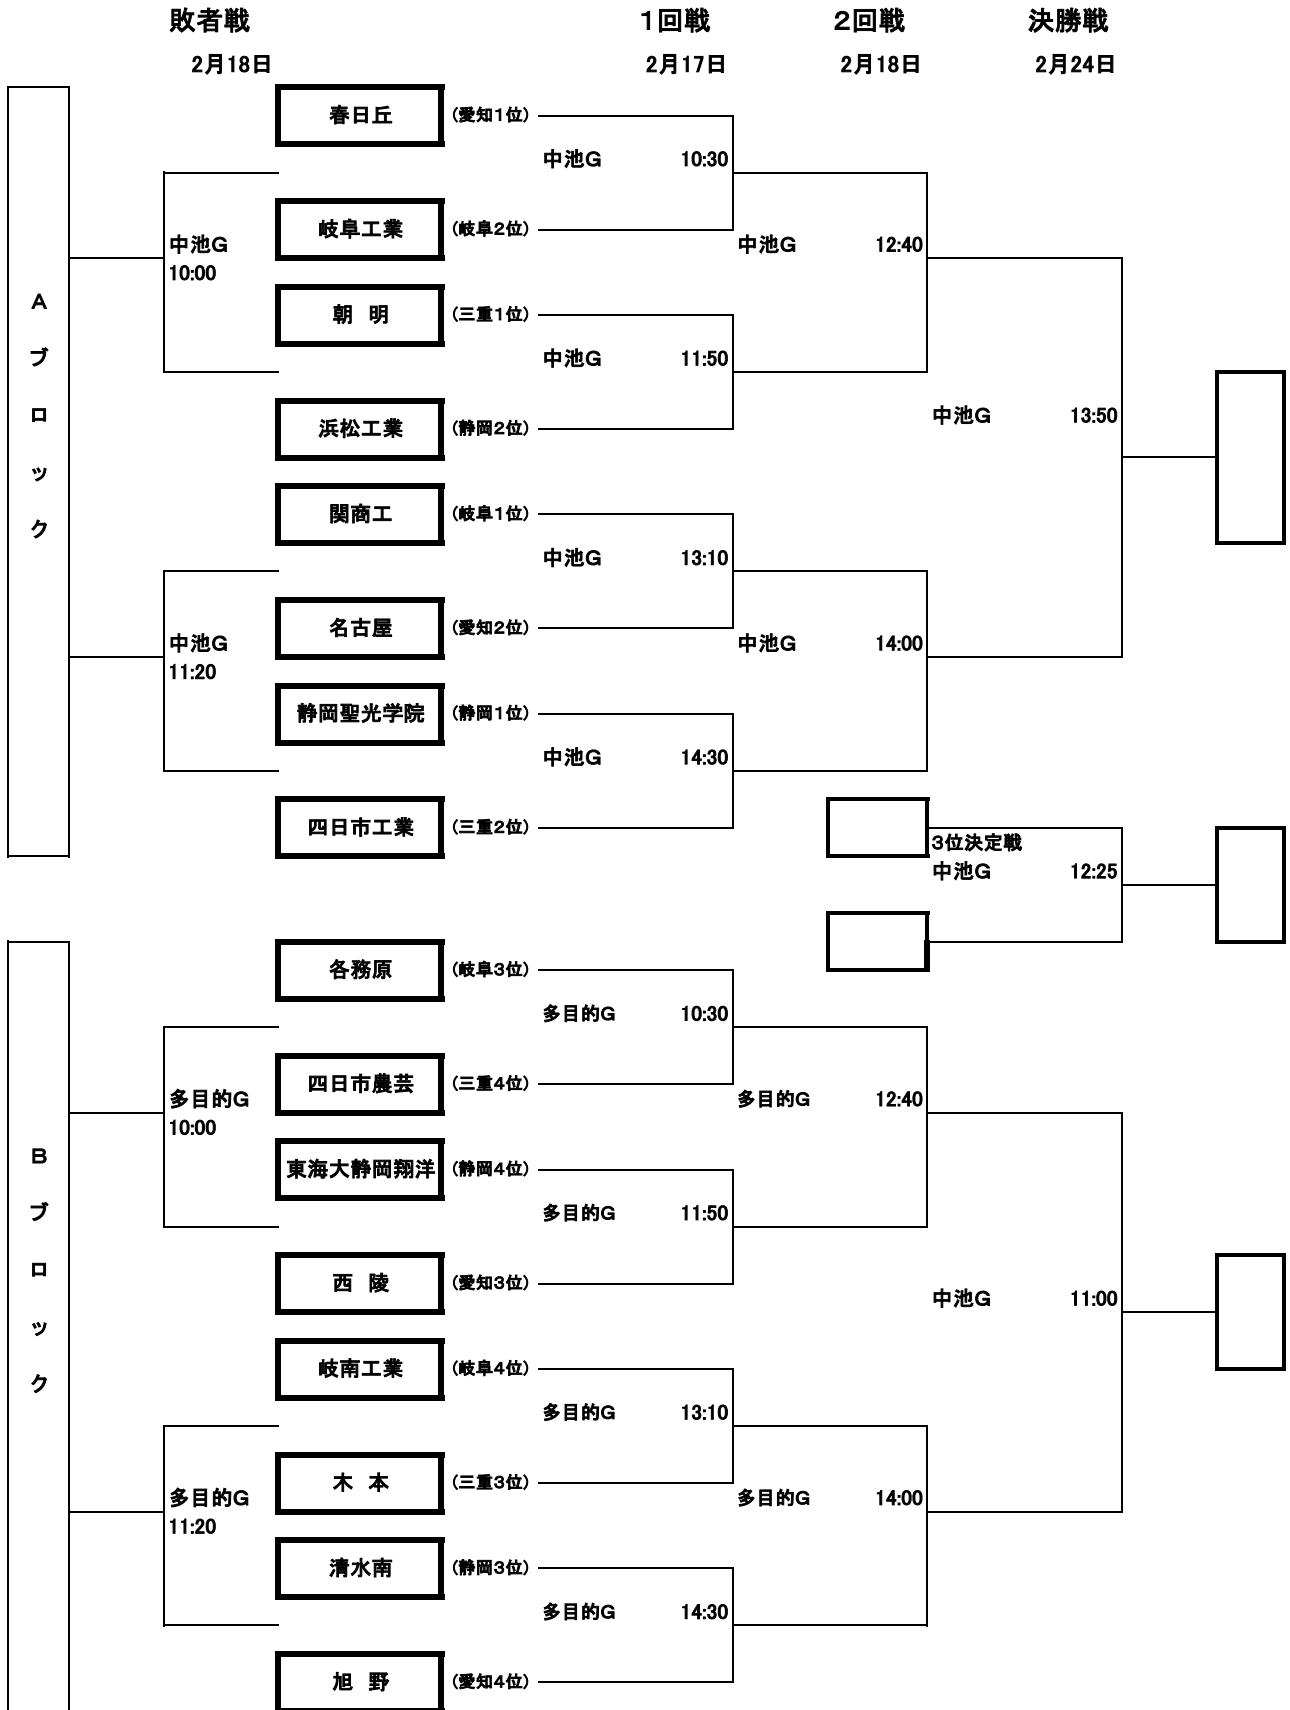 敗者戦 1回戦 2回戦 決勝戦
2月18日 2月17日 2月18日 2月24日
Aブロック
春日丘 (愛知1位)
中池G 10:30
岐阜工業 (岐阜2位)
中池G 10:00
中池G 12:40
朝 明 (三重1位)
中池G 11:50
浜松工業 (静岡2位)
中池G 13:50
関商工 (岐阜1位)
中池G 13:10
名古屋 (愛知2位)
中池G 11:20
中池G 14:00
静岡聖光学院 (静岡1位)
中池G 14:30
四日市工業 (三重2位)
3位決定戦
中池G 12:25
Bブロック
各務原 (岐阜3位)
多目的G 10:30
四日市農芸 (三重4位)
多目的G 10:00
多目的G 12:40
東海大静岡翔洋 (静岡4位)
多目的G 11:50
西 陵 (愛知3位)
中池G 11:00
岐南工業 (岐阜4位)
多目的G 13:10
木 本 (三重3位)
多目的G 11:20
多目的G 14:00
清水南 (静岡3位)
多目的G 14:30
旭 野 (愛知4位)